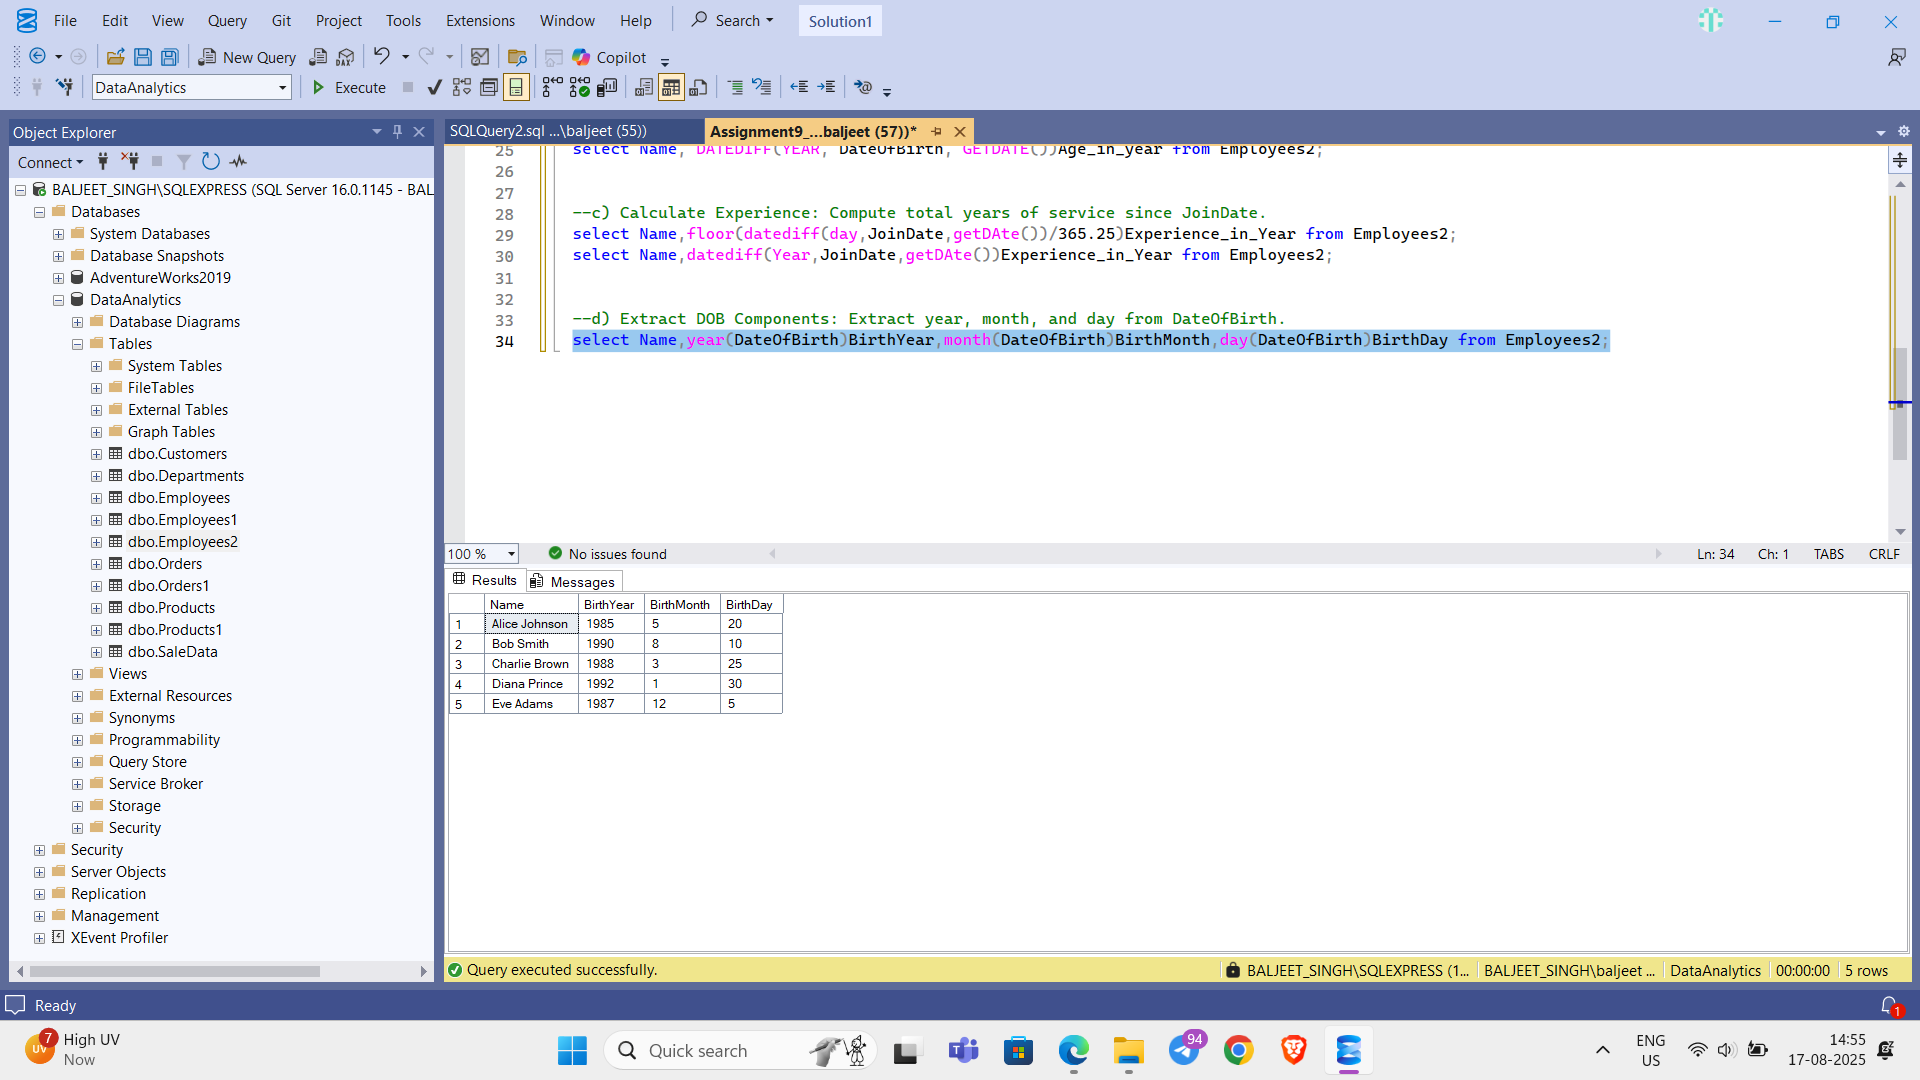 File Edit View Query Git Project Tools Extensions Window Help Search Solution1
New Query DAX Copilot
DataAnalytics Execute
Object Explorer
Connect
BALJEET_SINGH\SQLEXPRESS (SQL Server 16.0.1145 - BAL
Databases
System Databases
Database Snapshots
AdventureWorks2019
DataAnalytics
Database Diagrams
Tables
System Tables
FileTables
External Tables
Graph Tables
dbo.Customers
dbo.Departments
dbo.Employees
dbo.Employees1
dbo.Employees2
dbo.Orders
dbo.Orders1
dbo.Products
dbo.Products1
dbo.SaleData
Views
External Resources
Synonyms
Programmability
Query Store
Service Broker
Storage
Security
Security
Server Objects
Replication
Management
XEvent Profiler
SQLQuery2.sql ...\baljeet (55)) Assignment9_...baljeet (57))*
25 select Name, DATEDIFF(YEAR, DateOfBirth, GETDATE())Age_in_year from Employees2;
26
27
28 --c) Calculate Experience: Compute total years of service since JoinDate.
29 select Name,floor(datediff(day,JoinDate,getDAte())/365.25)Experience_in_Year from Employees2;
30 select Name,datediff(Year,JoinDate,getDAte())Experience_in_Year from Employees2;
31
32
33 --d) Extract DOB Components: Extract year, month, and day from DateOfBirth.
34 select Name,year(DateOfBirth)BirthYear,month(DateOfBirth)BirthMonth,day(DateOfBirth)BirthDay from Employees2;
100 % No issues found Ln: 34 Ch: 1 TABS CRLF
Results Messages
Name BirthYear BirthMonth BirthDay
1 Alice Johnson 1985 5 20
2 Bob Smith 1990 8 10
3 Charlie Brown 1988 3 25
4 Diana Prince 1992 1 30
5 Eve Adams 1987 12 5
Query executed successfully. BALJEET_SINGH\SQLEXPRESS (1... BALJEET_SINGH\baljeet ... DataAnalytics 00:00:00 5 rows
Ready 1
7 UV High UV
Now
Quick search
94
ENG
US
14:55
17-08-2025